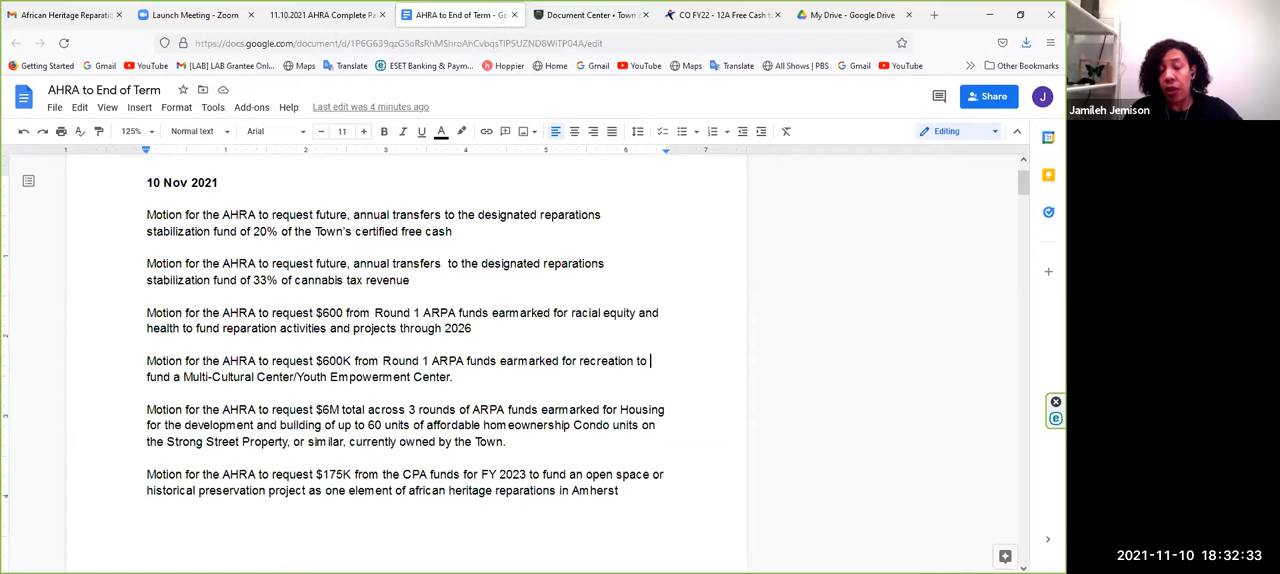 African Heritage Reparatio
Launch Meeting - Zoom
11.10.2021 AHRA Complete Pa
AHRA to End of Term - Go
Document Center • Town o
CO FY22 - 12A Free Cash t
My Drive - Google Drive
https://docs.google.com/document/d/1P6G639qzGSoRsRhMShroAhCvbqsTlP5UZND8WiTP04A/edit
Getting Started
Gmail
YouTube
[LAB] LAB Grantee Onl...
Maps
Translate
ESET Banking & Paym...
Hoppier
Home
Gmail
YouTube
Maps
Translate
All Shows | PBS
Gmail
YouTube
Other Bookmarks
AHRA to End of Term
File Edit View Insert Format Tools Add-ons Help Last edit was 4 minutes ago
Share
J
125% Normal text Arial 11 B I U A Editing
1 1 2 3 4 5 6 7
10 Nov 2021
Motion for the AHRA to request future, annual transfers to the designated reparations
stabilization fund of 20% of the Town's certified free cash
Motion for the AHRA to request future, annual transfers to the designated reparations
stabilization fund of 33% of cannabis tax revenue
Motion for the AHRA to request $600 from Round 1 ARPA funds earmarked for racial equity and
health to fund reparation activities and projects through 2026
Motion for the AHRA to request $600K from Round 1 ARPA funds earmarked for recreation to
fund a Multi-Cultural Center/Youth Empowerment Center.
Motion for the AHRA to request $6M total across 3 rounds of ARPA funds earmarked for Housing
for the development and building of up to 60 units of affordable homeownership Condo units on
the Strong Street Property, or similar, currently owned by the Town.
Motion for the AHRA to request $175K from the CPA funds for FY 2023 to fund an open space or
historical preservation project as one element of african heritage reparations in Amherst
Jamileh Jemison
2021-11-10 18:32:33